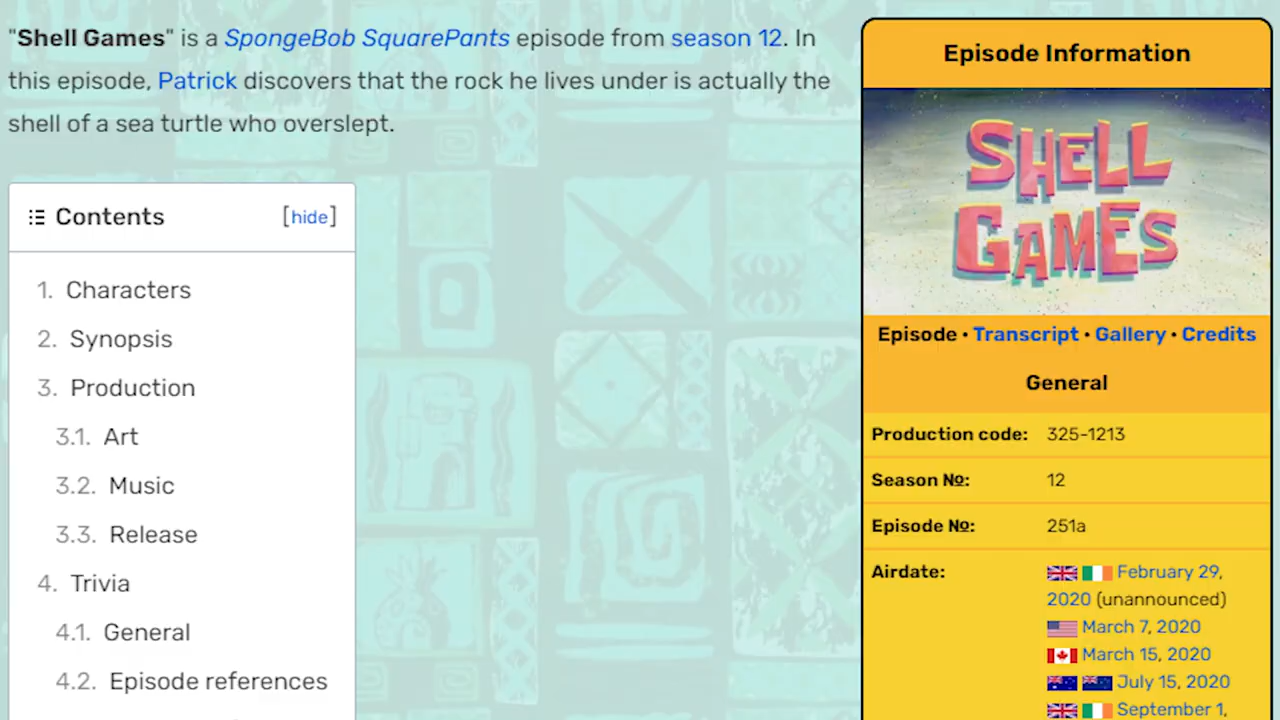 "Shell Games" is a SpongeBob SquarePants episode from season 12. In
this episode, Patrick discovers that the rock he lives under is actually the
shell of a sea turtle who overslept.
Contents [hide]
1. Characters
2. Synopsis
3. Production
3.1. Art
3.2. Music
3.3. Release
4. Trivia
4.1. General
4.2. Episode references
Episode Information
SHELL
GAMES
Episode • Transcript • Gallery • Credits
General
Production code: 325-1213
Season №: 12
Episode №: 251a
Airdate: February 29,
2020 (unannounced)
March 7, 2020
March 15, 2020
July 15, 2020
September 1,